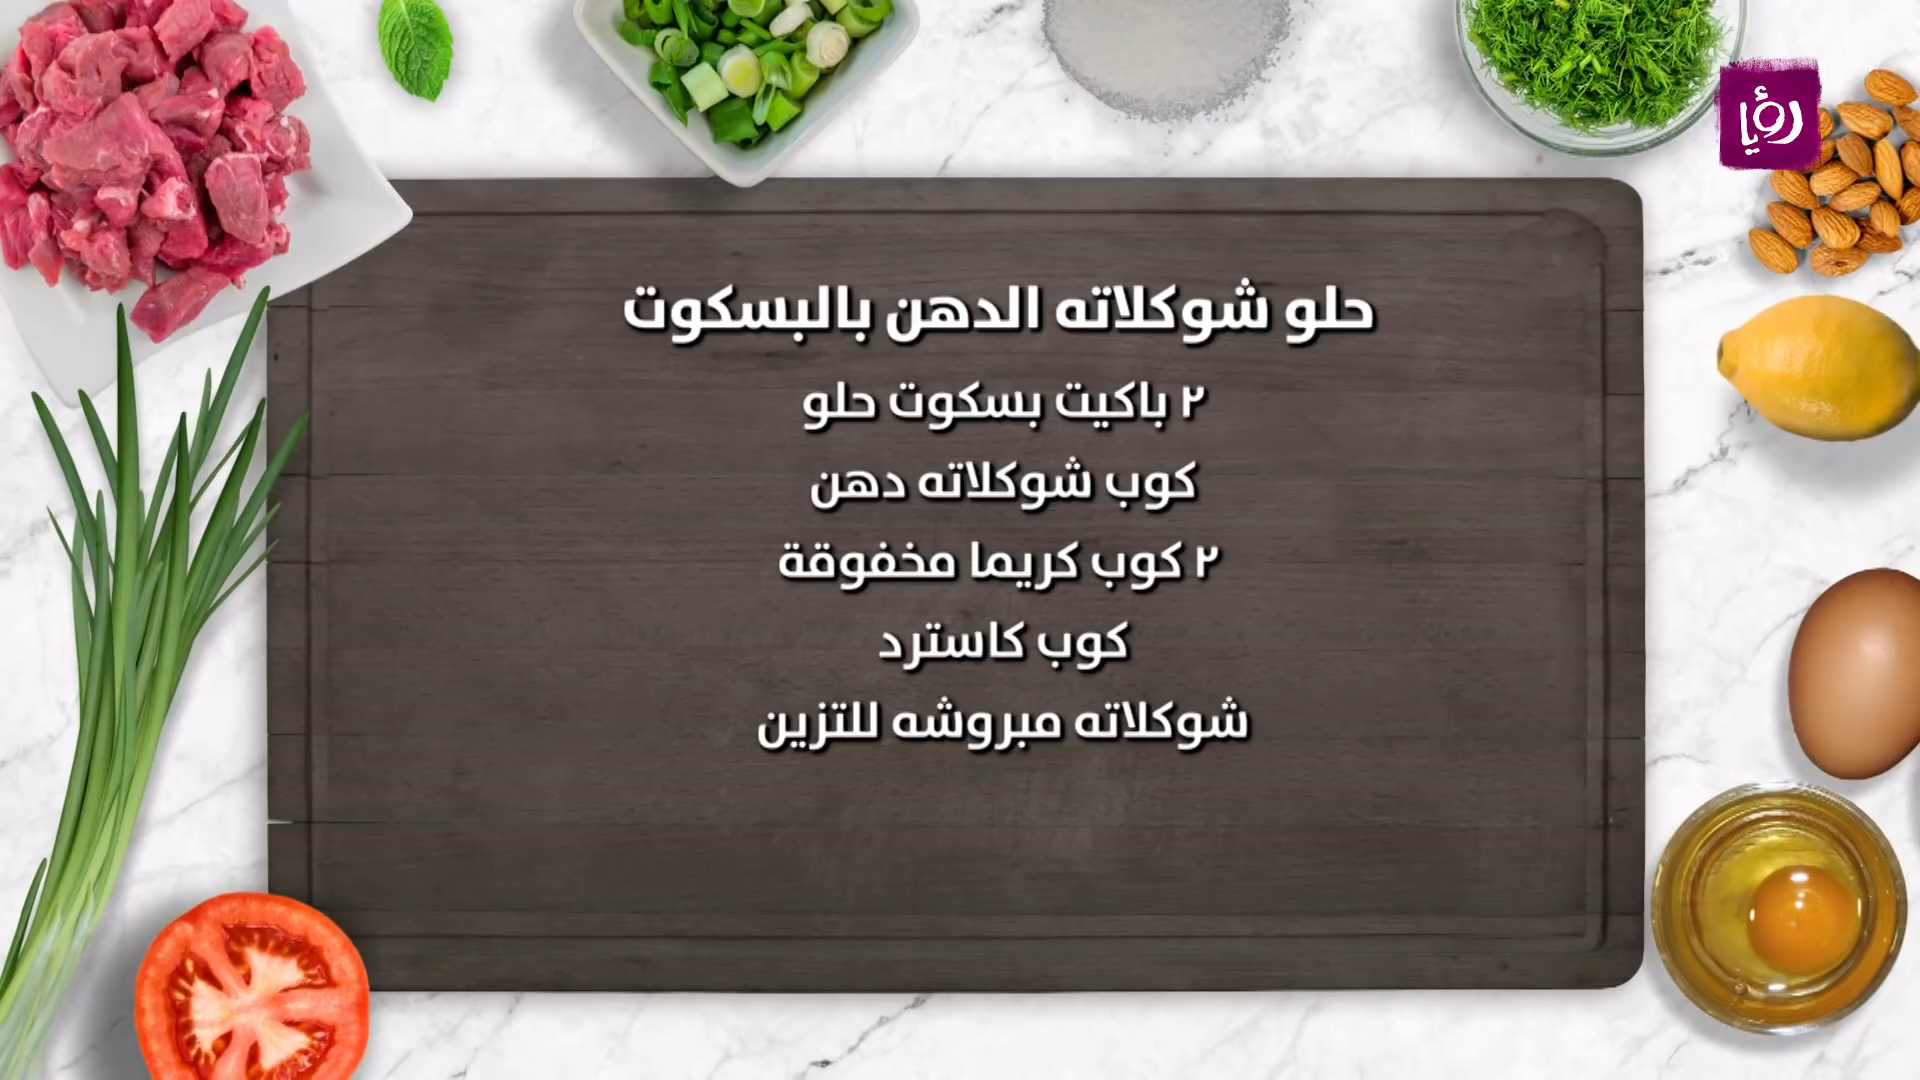 رؤيا
حلو شوكلاته الدهن بالبسكوت
٢ باكيت بسكوت حلو
كوب شوكلاته دهن
٢ كوب كريما مخفوقة
كوب كاسترد
شوكلاته مبروشه للتزين